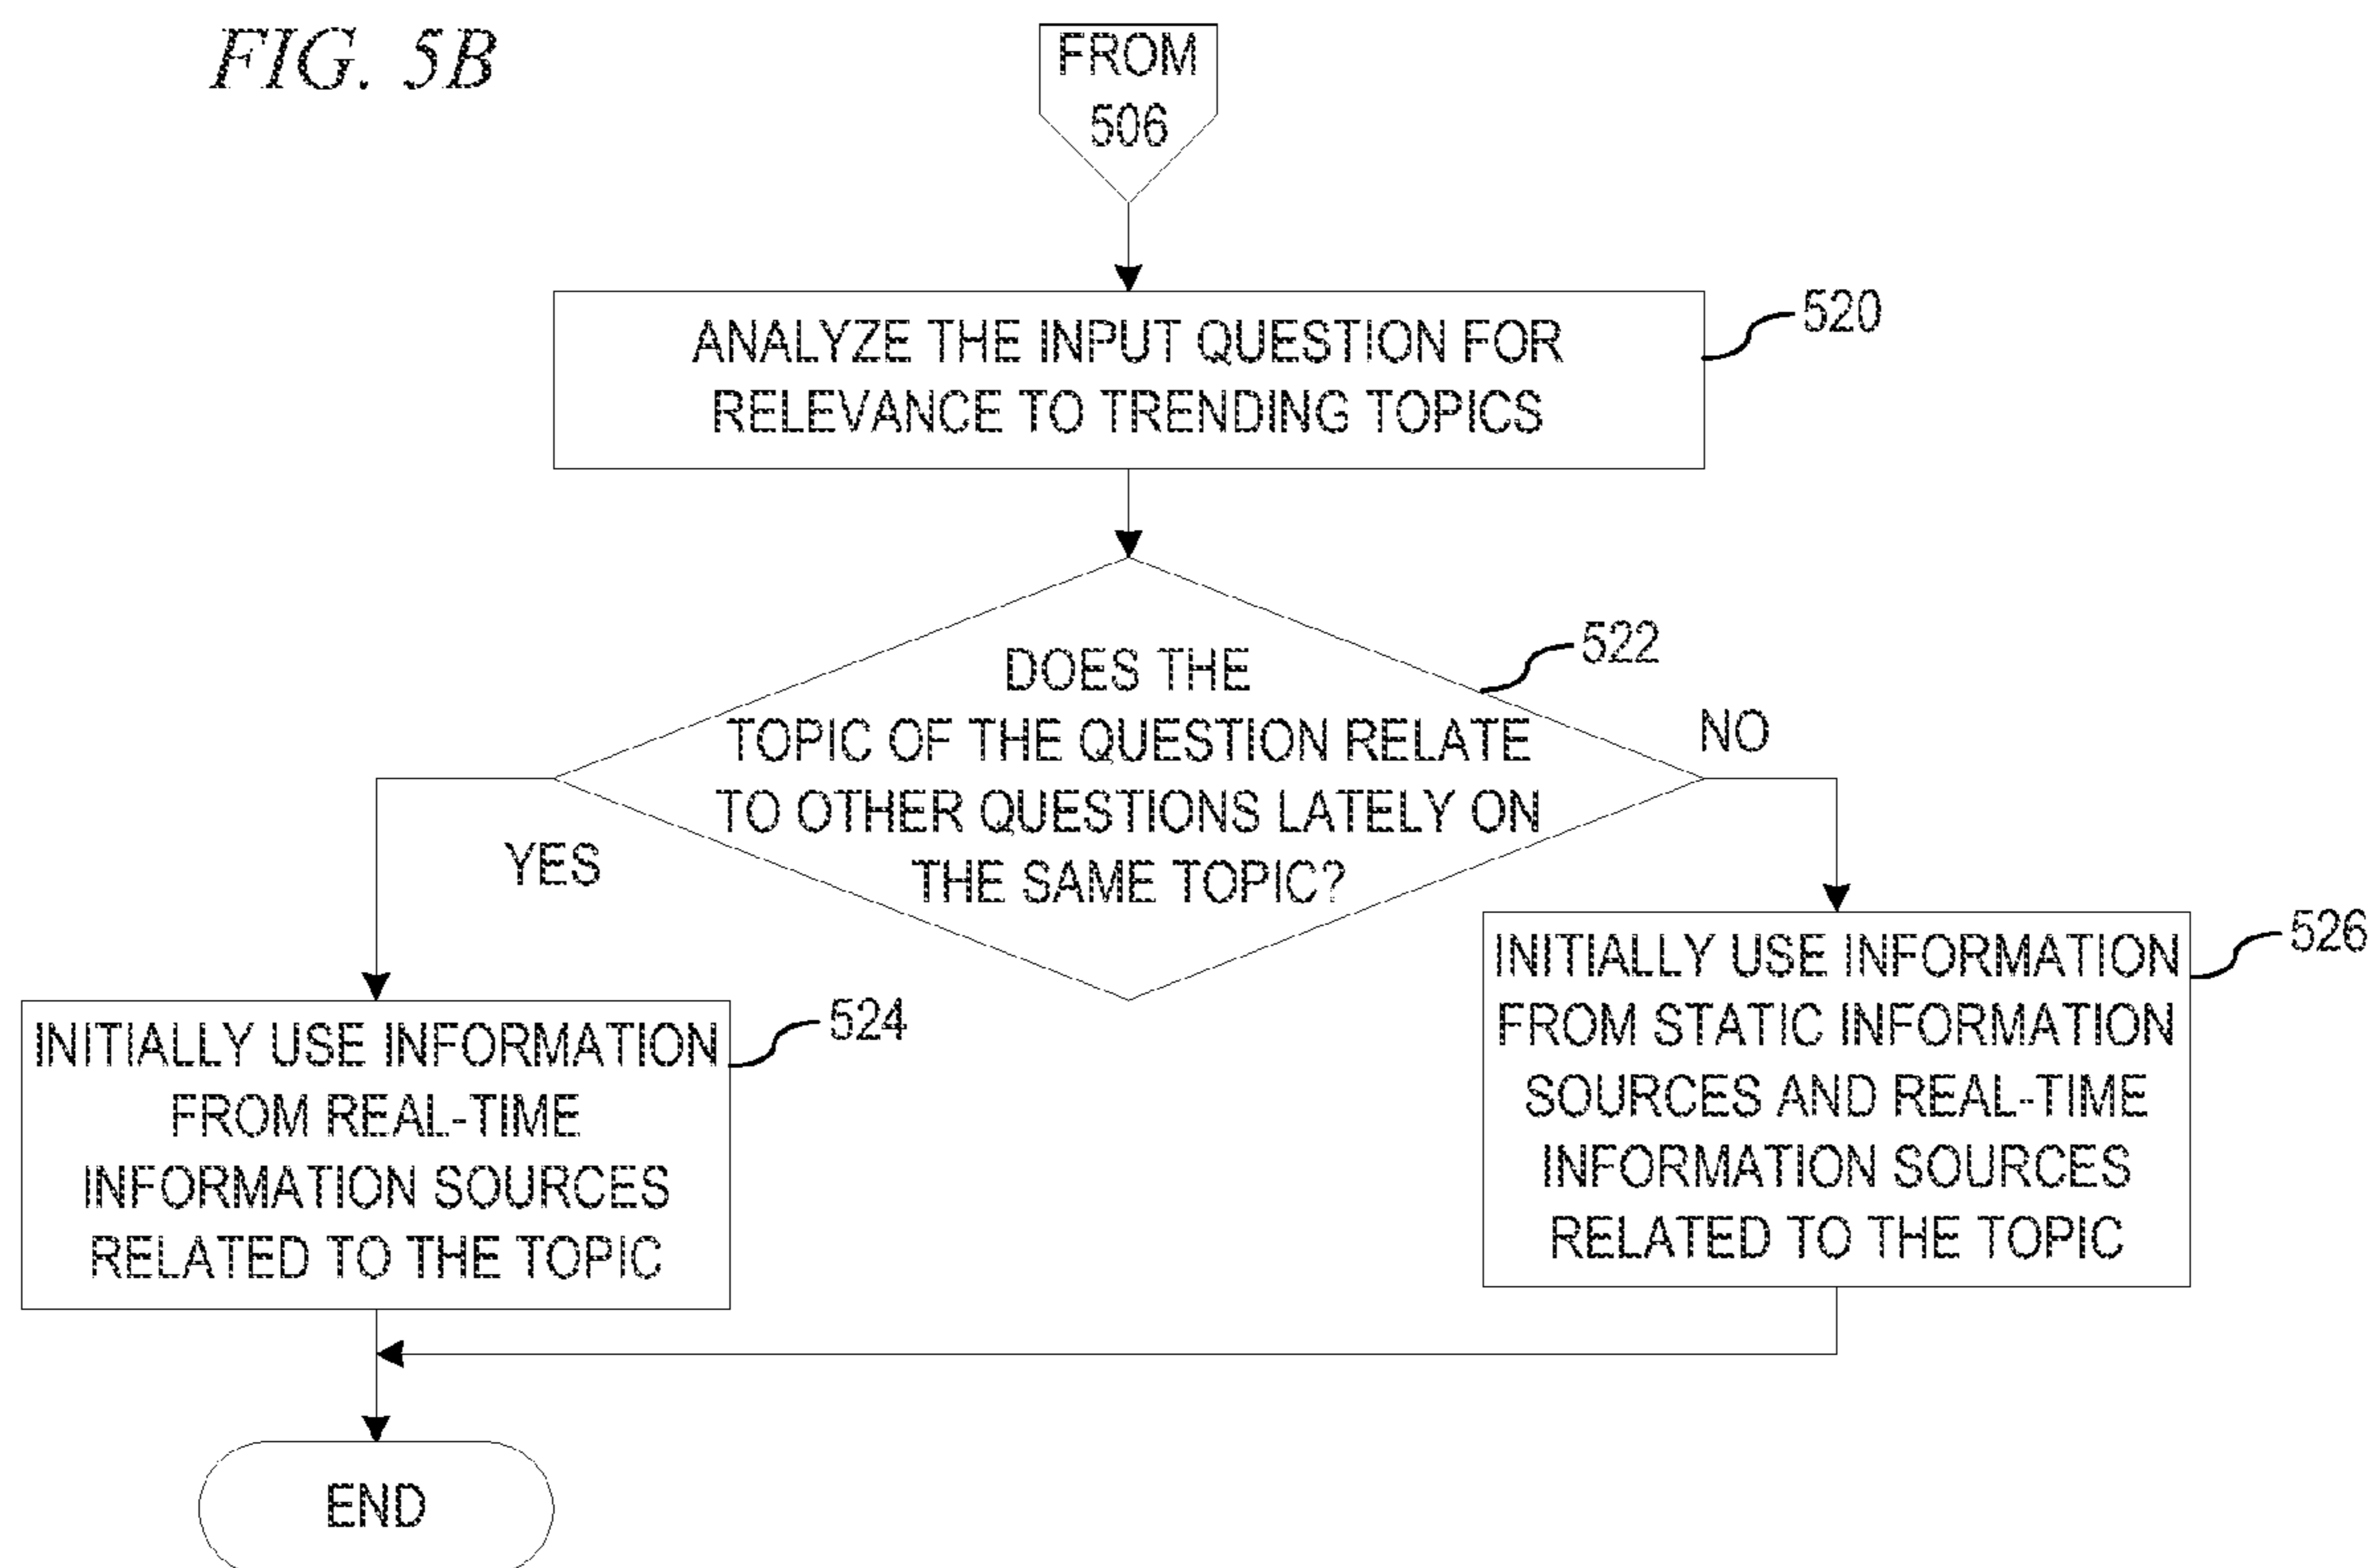 FIG. 5B
FROM
506
ANALYZE THE INPUT QUESTION FOR
RELEVANCE TO TRENDING TOPICS
520
DOES THE
TOPIC OF THE QUESTION RELATE
TO OTHER QUESTIONS LATELY ON
THE SAME TOPIC?
522
NO
YES
INITIALLY USE INFORMATION
FROM REAL-TIME
INFORMATION SOURCES
RELATED TO THE TOPIC
524
INITIALLY USE INFORMATION
FROM STATIC INFORMATION
SOURCES AND REAL-TIME
INFORMATION SOURCES
RELATED TO THE TOPIC
526
END